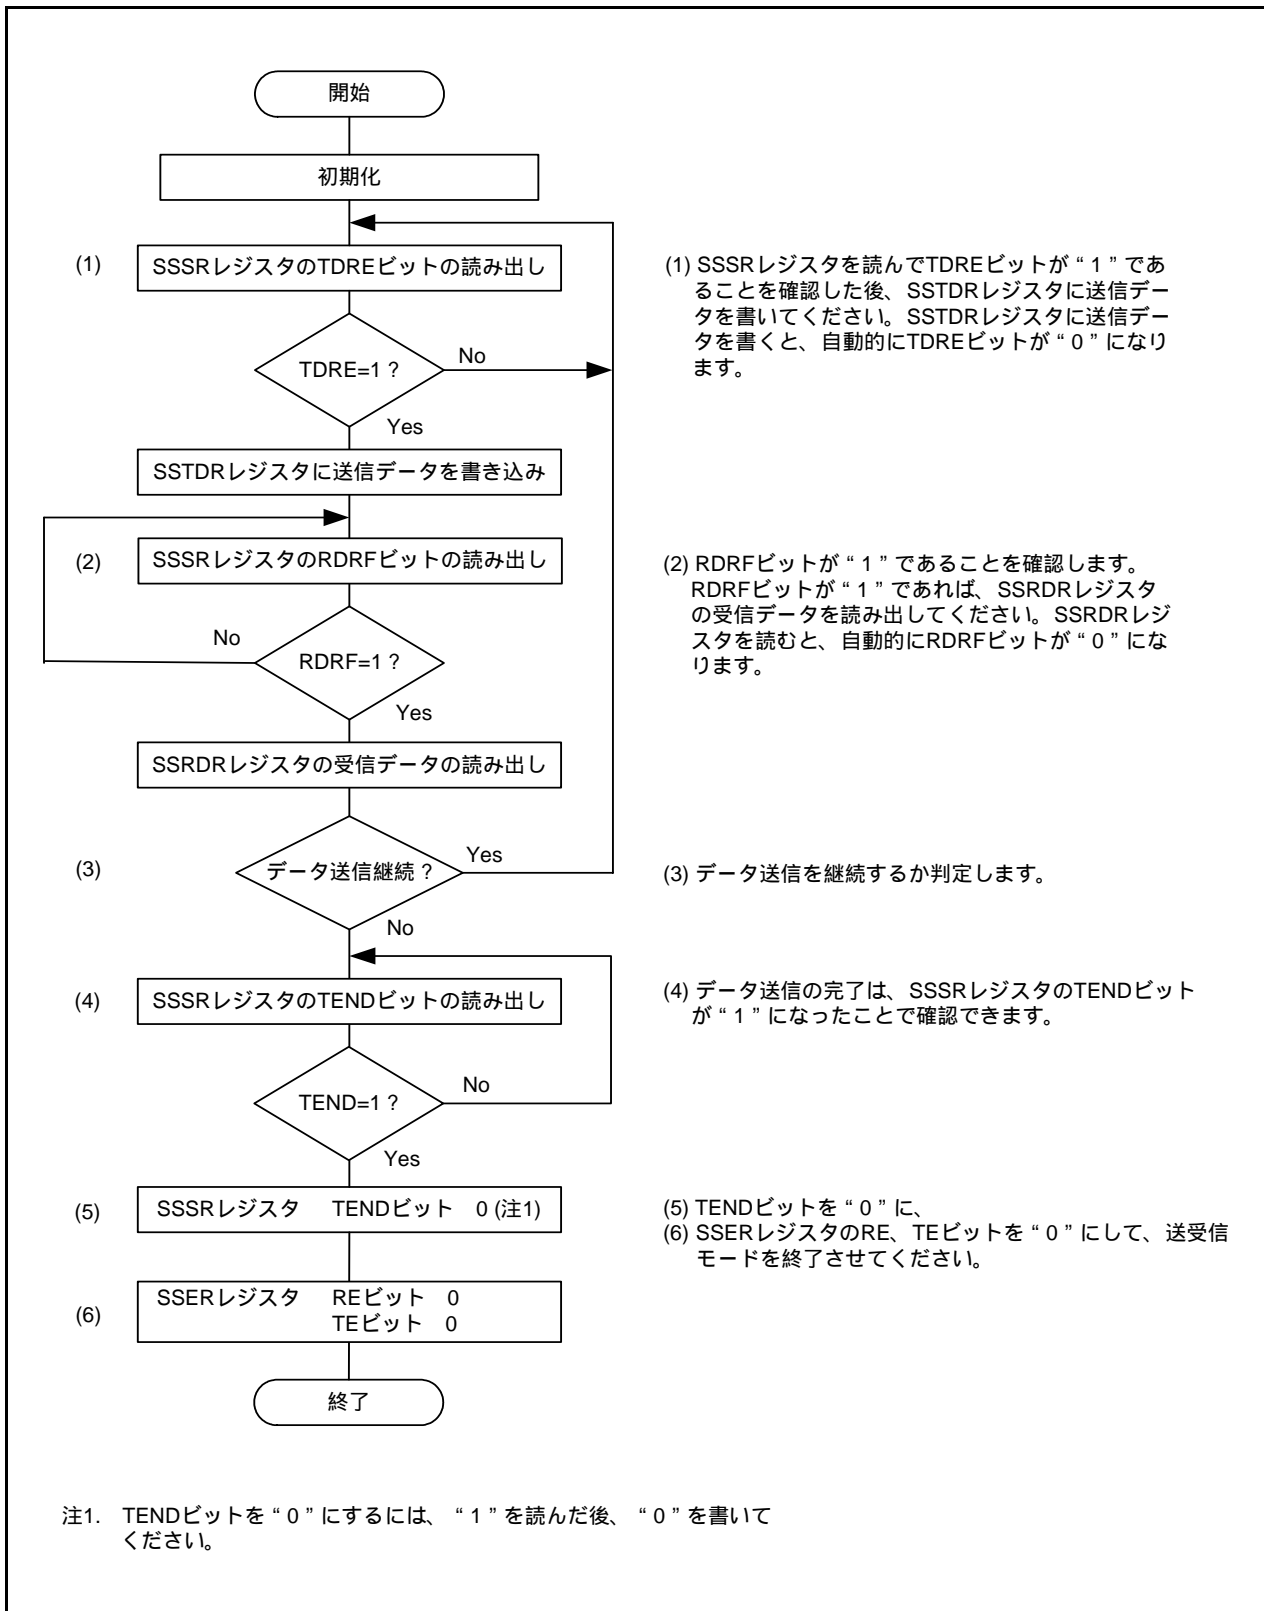 開始
初期化
(1)
SSSRレジスタのTDREビットの読み出し
TDRE=1 ?
No
Yes
SSTDRレジスタに送信データを書き込み
(2)
SSSRレジスタのRDRFビットの読み出し
No
RDRF=1 ?
Yes
SSRDRレジスタの受信データの読み出し
(3)
データ送信継続 ?
Yes
No
(4)
SSSRレジスタのTENDビットの読み出し
TEND=1 ?
No
Yes
(5)
SSSRレジスタ TENDビット 0 (注1)
(6)
SSERレジスタ REビット 0
TEビット 0
終了
(1) SSSRレジスタを読んでTDREビットが “ 1 ” であ
ることを確認した後、SSTDRレジスタに送信デー
タを書いてください。SSTDRレジスタに送信デー
タを書くと、自動的にTDREビットが “ 0 ” になり
ます。
(2) RDRFビットが “ 1 ” であることを確認します。
RDRFビットが “ 1 ” であれば、SSRDRレジスタ
の受信データを読み出してください。SSRDRレジ
スタを読むと、自動的にRDRFビットが “ 0 ” にな
ります。
(3) データ送信を継続するか判定します。
(4) データ送信の完了は、SSSRレジスタのTENDビット
が “ 1 ” になったことで確認できます。
(5) TENDビットを “ 0 ” に、
(6) SSERレジスタのRE、TEビットを “ 0 ” にして、送受信
モードを終了させてください。
注1. TENDビットを “ 0 ” にするには、 “ 1 ” を読んだ後、 “ 0 ” を書いて
ください。